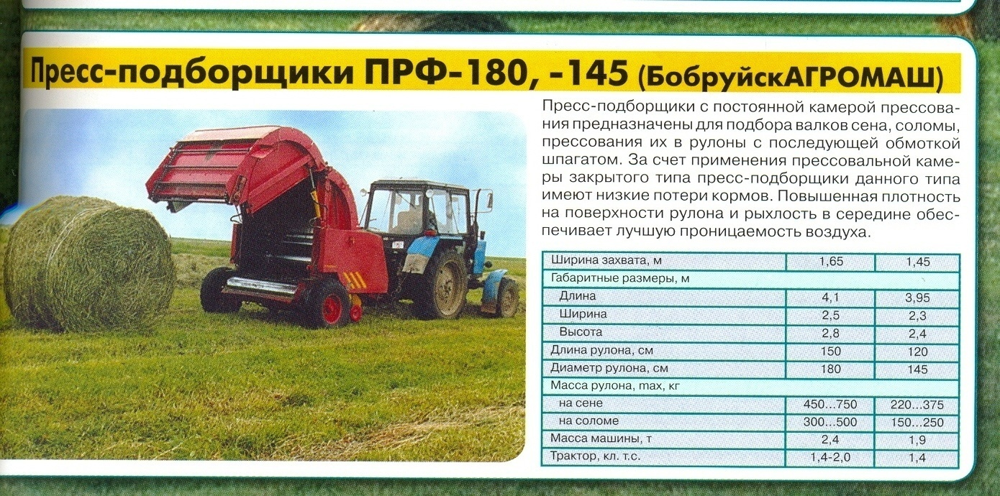 Пресс-подборщики ПРФ-180, -145 (БобруйскАГРОМАШ)
Пресс-подборщики с постоянной камерой прессова-
ния предназначены для подбора валков сена, соломы,
прессования их в рулоны с последующей обмоткой
шпагатом. За счет применения прессовальной каме-
ры закрытого типа пресс-подборщики данного типа
имеют низкие потери кормов. Повышенная плотность
на поверхности рулона и рыхлость в середине обес-
печивает лучшую проницаемость воздуха.
Ширина захвата, м 1,65 1,45
Габаритные размеры, м
Длина 4,1 3,95
Ширина 2,5 2,3
Высота 2,8 2,4
Длина рулона, см 150 120
Диаметр рулона, см 180 145
Масса рулона, max, кг
на сене 450...750 220...375
на соломе 300...500 150...250
Масса машины, т 2,4 1,9
Трактор, кл. т.с. 1,4-2,0 1,4